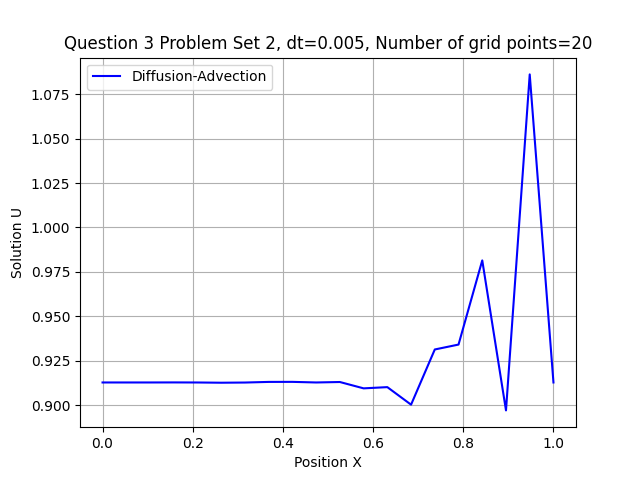 Question 3 Problem Set 2, dt=0.005, Number of grid points=20
Diffusion-Advection
1.075
1.050
1.025
1.000
0.975
0.950
0.925
0.900
Solution U
0.0 0.2 0.4 0.6 0.8 1.0
Position X